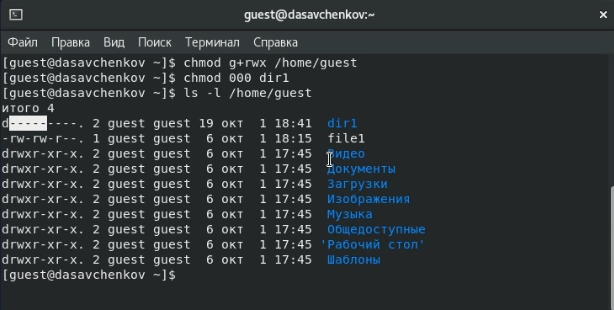 guest@dasavchenkov:~
Файл Правка Вид Поиск Терминал Справка
[guest@dasavchenkov ~]$ chmod g+rwx /home/guest
[guest@dasavchenkov ~]$ chmod 000 dir1
[guest@dasavchenkov ~]$ ls -l /home/guest
итого 4
d---------. 2 guest guest 19 окт  1 18:41 dir1
-rw-rw-r--. 1 guest guest  6 окт  1 18:15 file1
drwxr-xr-x. 2 guest guest  6 окт  1 17:45 Видео
drwxr-xr-x. 2 guest guest  6 окт  1 17:45 Документы
drwxr-xr-x. 2 guest guest  6 окт  1 17:45 Загрузки
drwxr-xr-x. 2 guest guest  6 окт  1 17:45 Изображения
drwxr-xr-x. 2 guest guest  6 окт  1 17:45 Музыка
drwxr-xr-x. 2 guest guest  6 окт  1 17:45 Общедоступные
drwxr-xr-x. 2 guest guest  6 окт  1 17:45 'Рабочий стол'
drwxr-xr-x. 2 guest guest  6 окт  1 17:45 Шаблоны
[guest@dasavchenkov ~]$